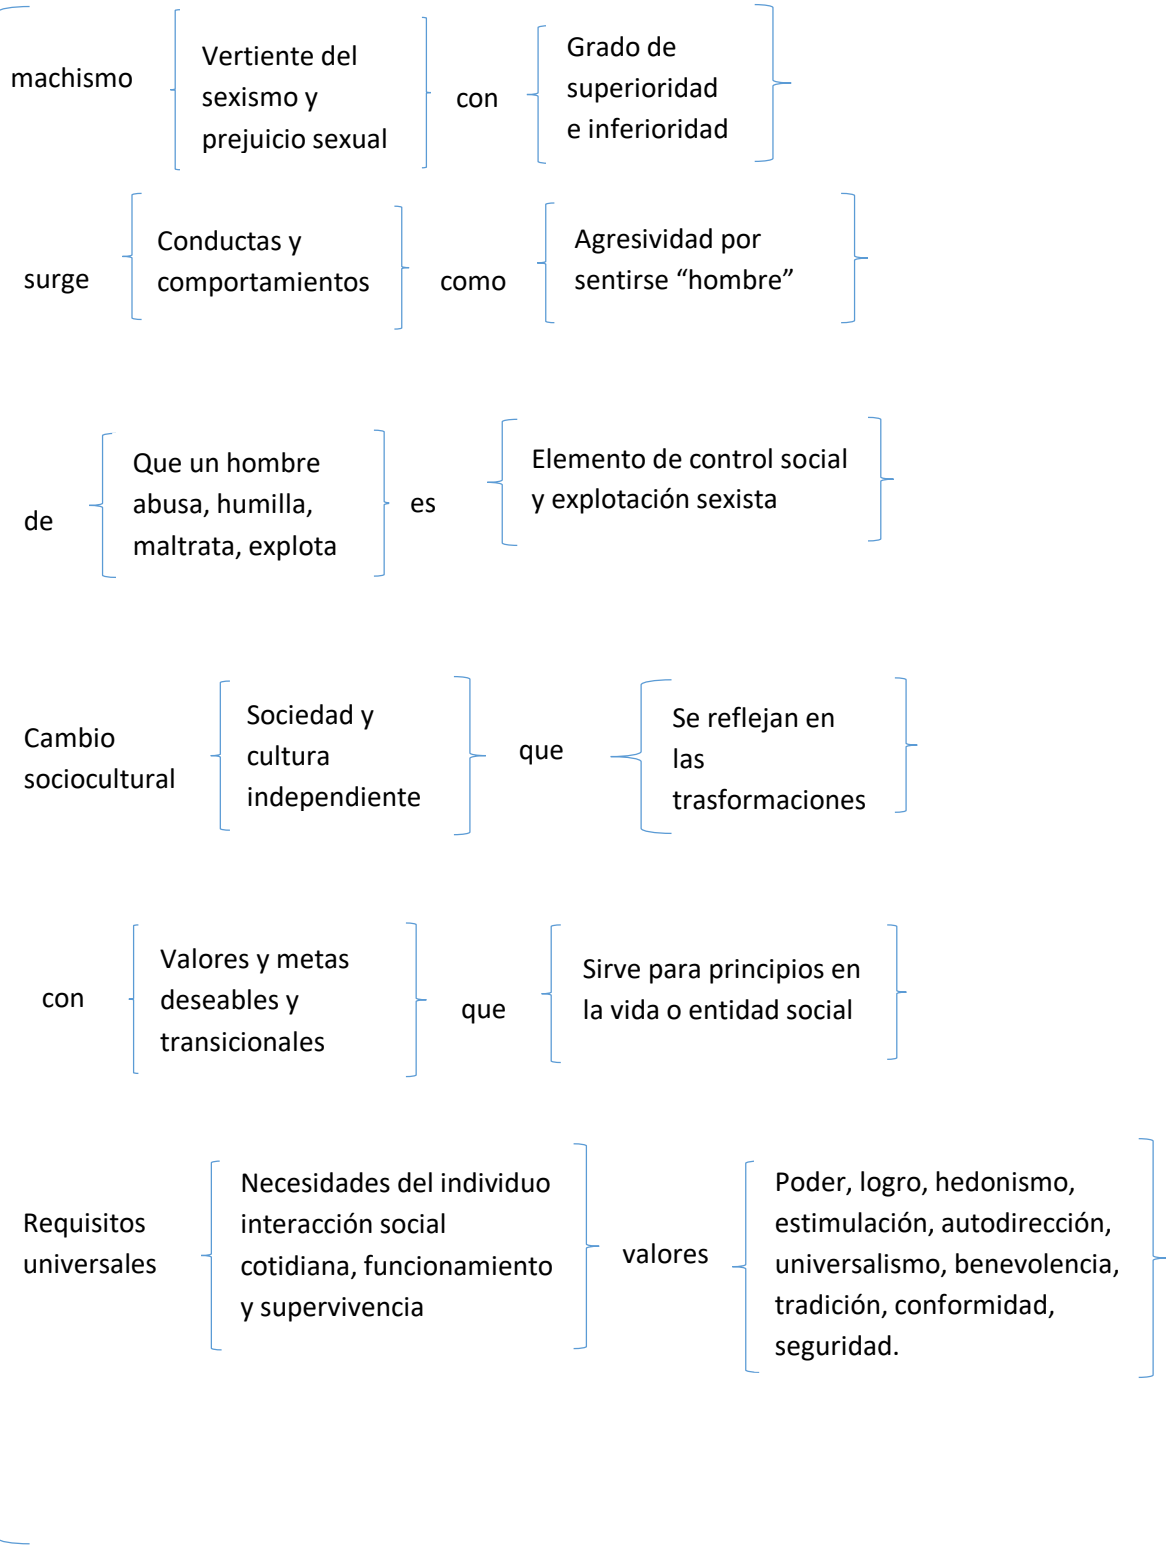 machismo
Vertiente del
sexismo y
prejuicio sexual
con
Grado de
superioridad
e inferioridad
surge
Conductas y
comportamientos
como
Agresividad por
sentirse “hombre”
de
Que un hombre
abusa, humilla,
maltrata, explota
es
Elemento de control social
y explotación sexista
Cambio
sociocultural
Sociedad y
cultura
independiente
que
Se reflejan en
las
trasformaciones
con
Valores y metas
deseables y
transicionales
que
Sirve para principios en
la vida o entidad social
Requisitos
universales
Necesidades del individuo
interacción social
cotidiana, funcionamiento
y supervivencia
valores
Poder, logro, hedonismo,
estimulación, autodirección,
universalismo, benevolencia,
tradición, conformidad,
seguridad.